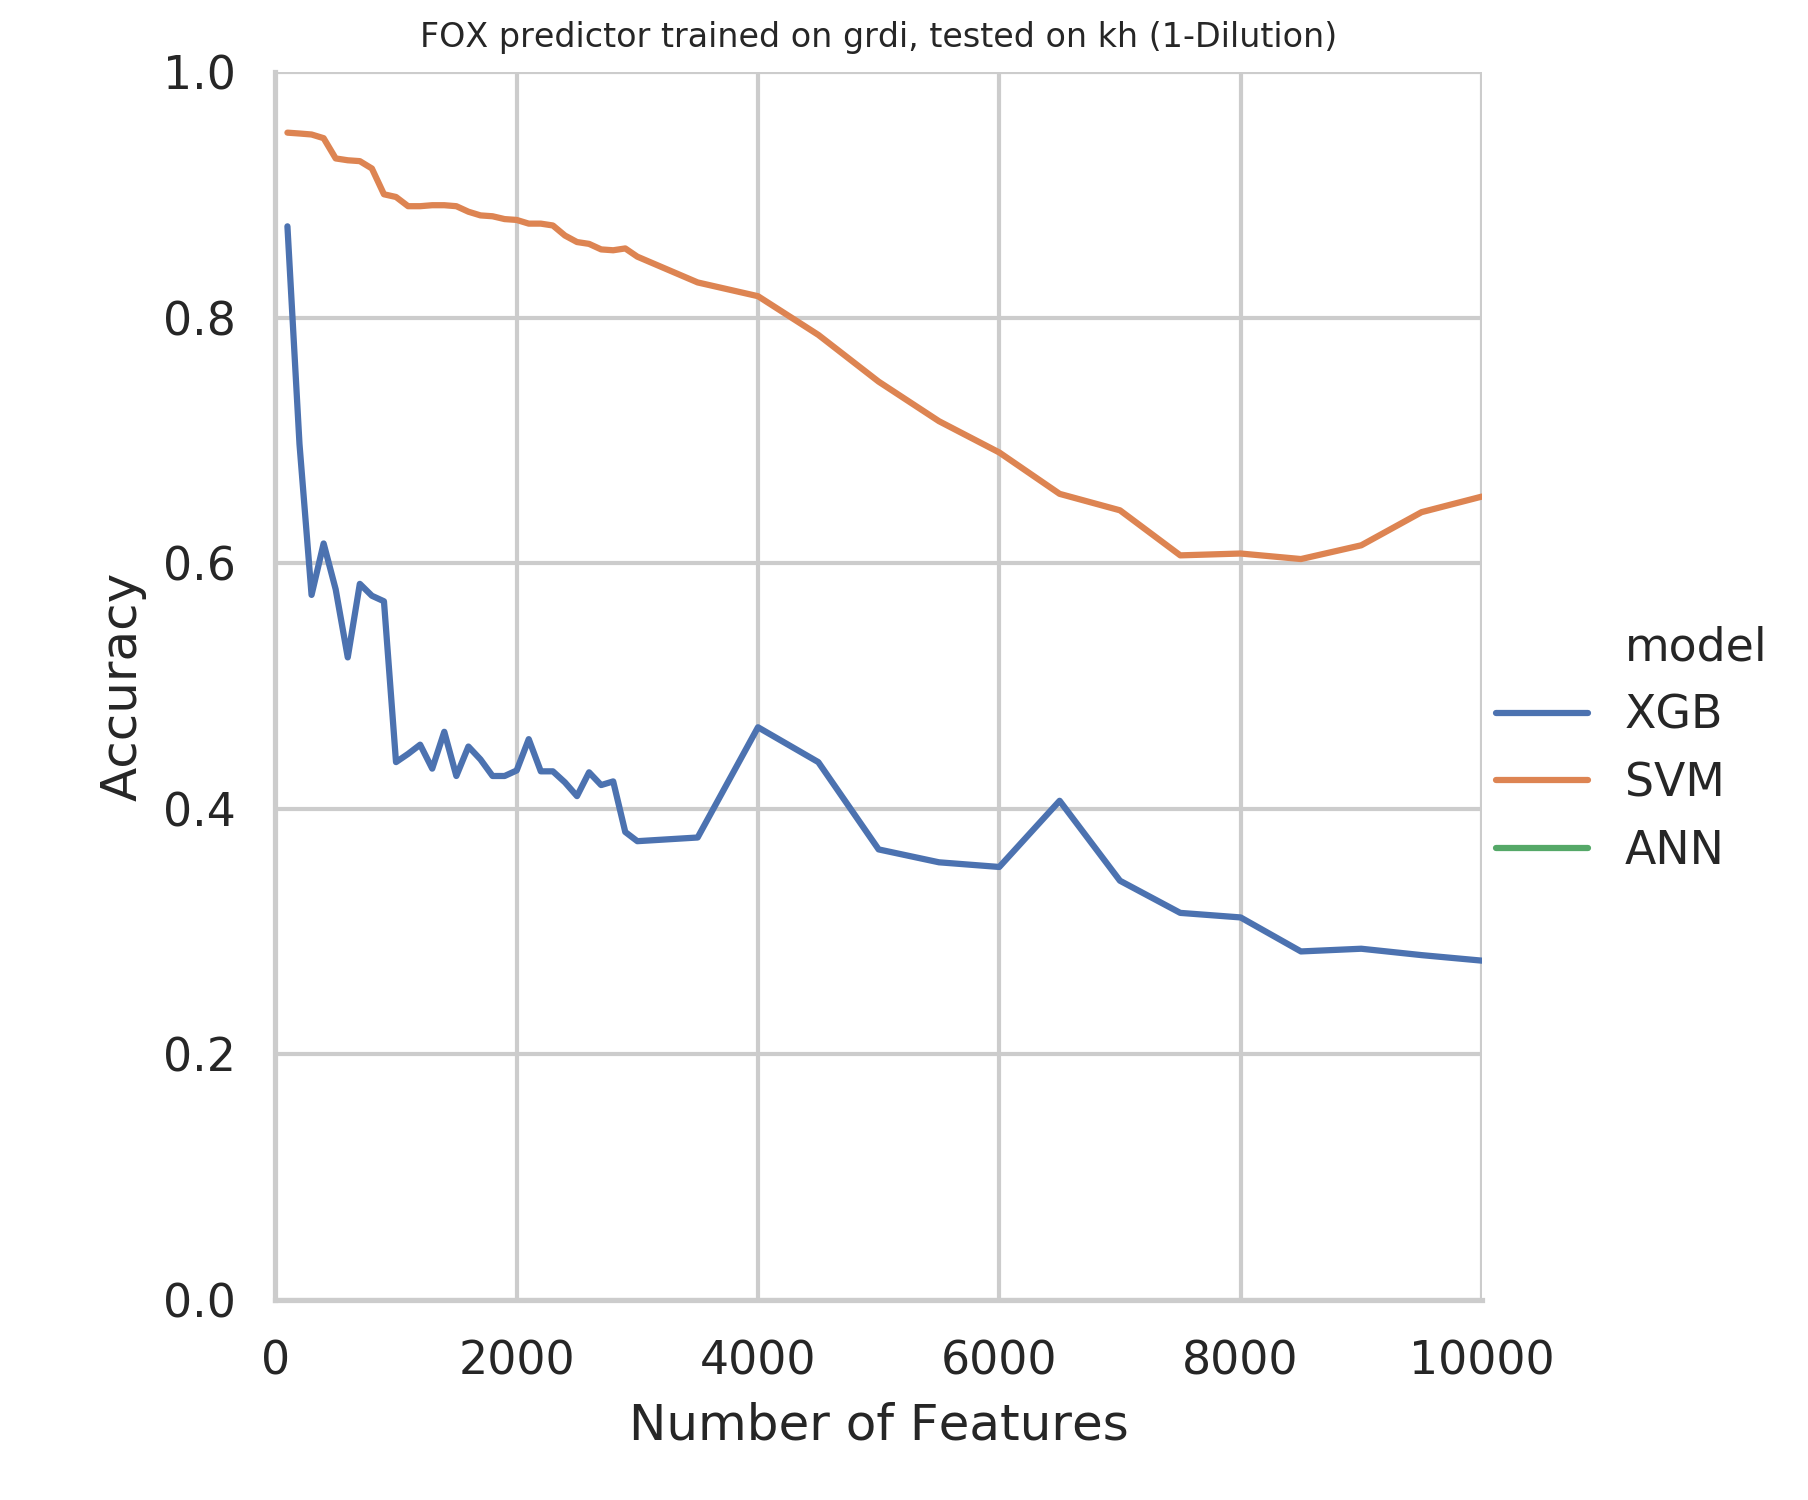 FOX predictor trained on grdi, tested on kh (1-Dilution)
1.0
0.8
0.6
0.4
0.2
0.0
Accuracy
0 2000 4000 6000 8000 10000
Number of Features
model
XGB
SVM
ANN